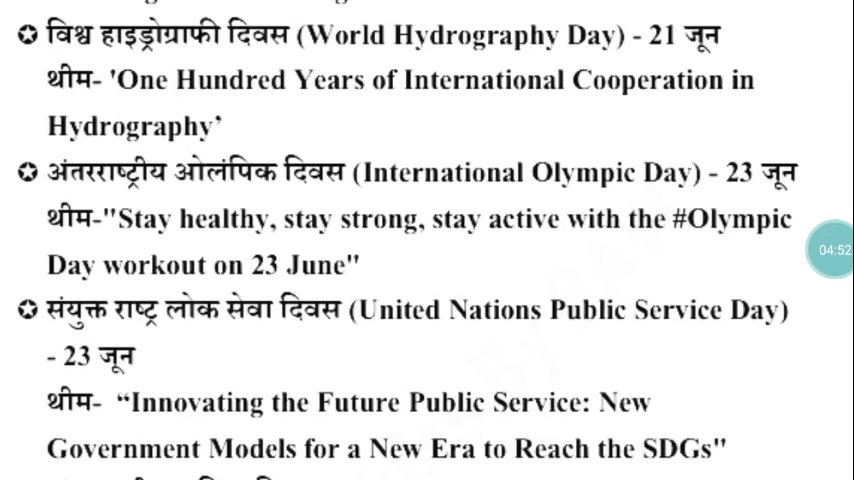 ✪ विश्व हाइड्रोग्राफी दिवस (World Hydrography Day) - 21 जून
थीम- 'One Hundred Years of International Cooperation in
Hydrography’
✪ अंतरराष्ट्रीय ओलंपिक दिवस (International Olympic Day) - 23 जून
थीम-"Stay healthy, stay strong, stay active with the #Olympic
Day workout on 23 June"
04:52
✪ संयुक्त राष्ट्र लोक सेवा दिवस (United Nations Public Service Day)
- 23 जून
थीम- “Innovating the Future Public Service: New
Government Models for a New Era to Reach the SDGs"